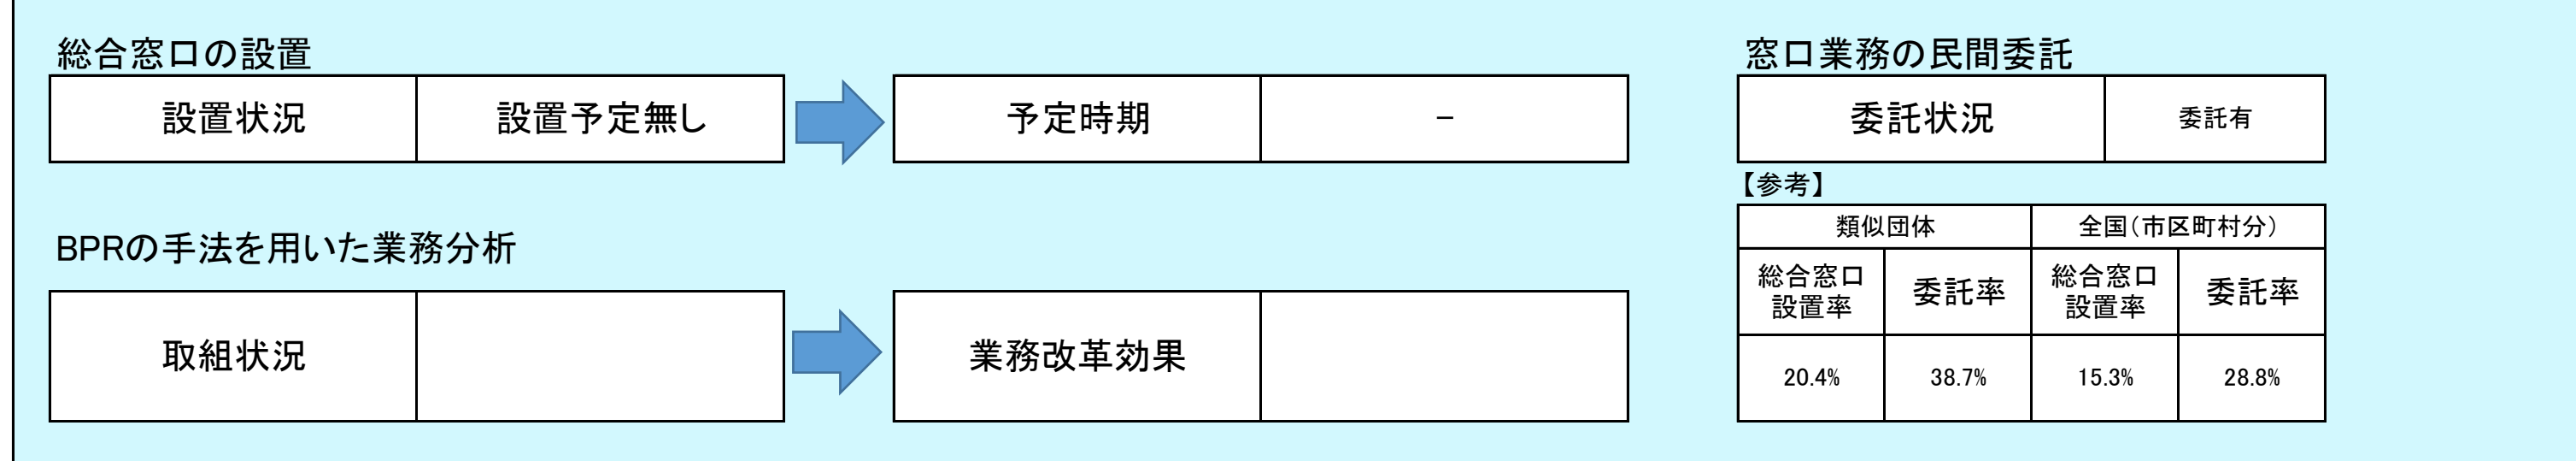 総合窓口の設置
設置状況 設置予定無し 予定時期 －
BPRの手法を用いた業務分析
取組状況 業務改革効果
窓口業務の民間委託
委託状況 委託有
【参考】
類似団体 全国（市区町村分）
総合窓口 委託率 総合窓口 委託率
設置率 設置率
20.4% 38.7% 15.3% 28.8%